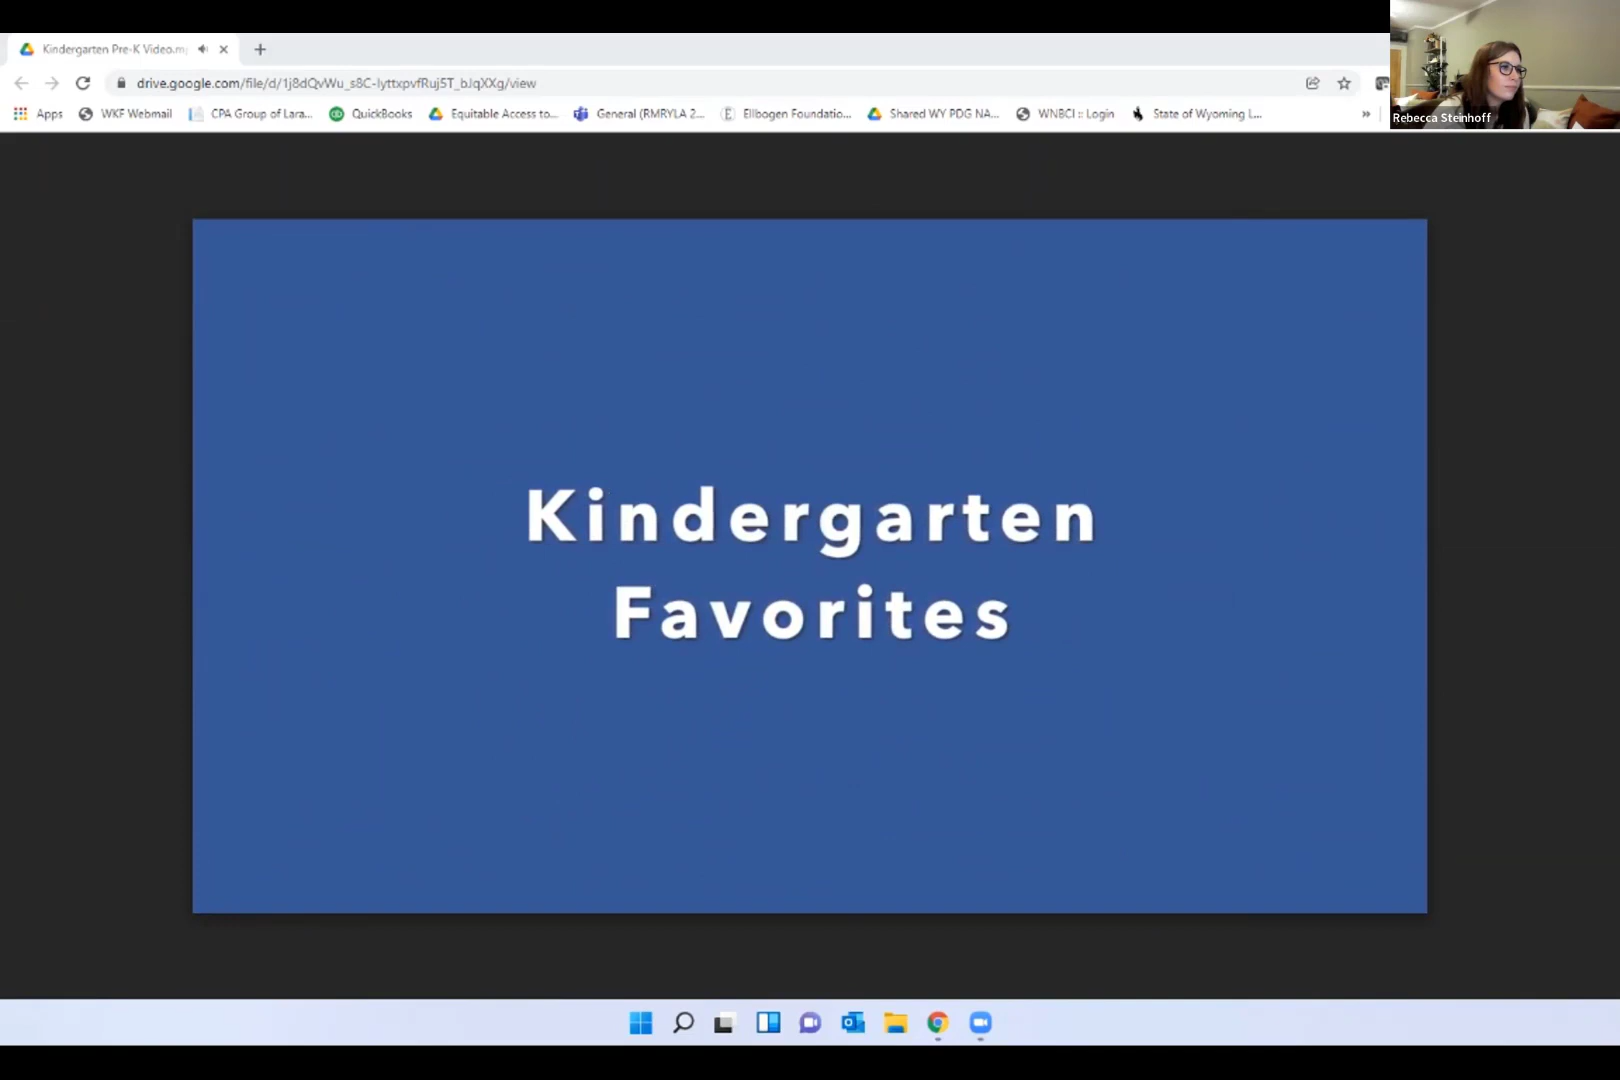 Kindergarten Pre-K Video.m
drive.google.com/file/d/1j8dQvWu_s8C-lyttxpvfRuj5T_bJqXXg/view
Apps
WKF Webmail
CPA Group of Lara...
QuickBooks
Equitable Access to...
General (RMRYLA 2...
Ellbogen Foundatio...
Shared WY PDG NA...
WNBCI :: Login
State of Wyoming L...
»
Rebecca Steinhoff
Kindergarten
Favorites